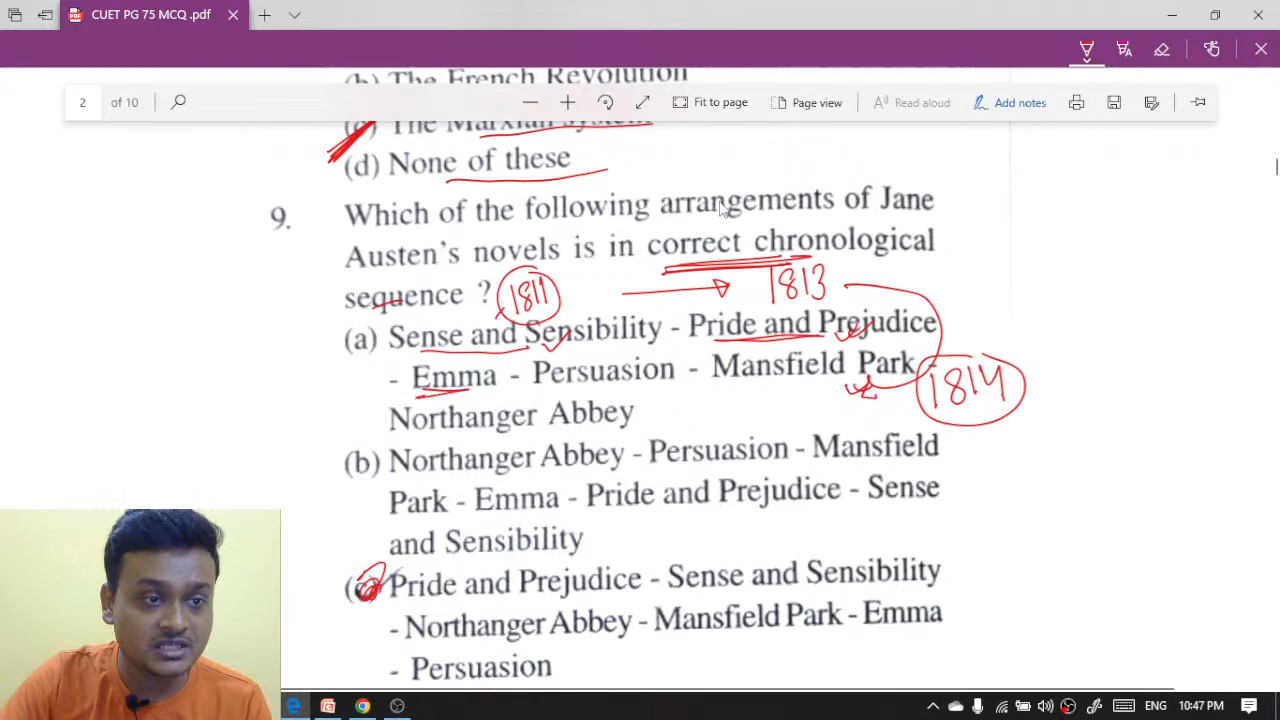 CUET PG 75 MCQ .pdf
2 of 10 Fit to page Page view Read aloud Add notes
(b) The French Revolution
(c) The Marxian System
(d) None of these
9. Which of the following arrangements of Jane
Austen's novels is in correct chronological
sequence ? 1811 1813
(a) Sense and Sensibility - Pride and Prejudice
- Emma - Persuasion - Mansfield Park -
1814
Northanger Abbey
(b) Northanger Abbey - Persuasion - Mansfield
Park - Emma - Pride and Prejudice - Sense
and Sensibility
Pride and Prejudice - Sense and Sensibility
- Northanger Abbey - Mansfield Park - Emma
- Persuasion
ENG 10:47 PM